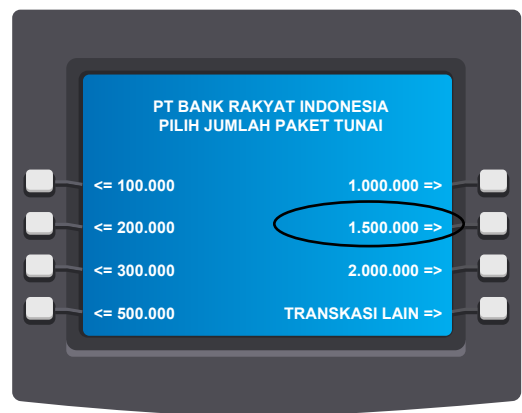 PT BANK RAKYAT INDONESIA
PILIH JUMLAH PAKET TUNAI
<= 100.000 1.000.000 =>
<= 200.000 1.500.000 =>
<= 300.000 2.000.000 =>
<= 500.000 TRANSKASI LAIN =>